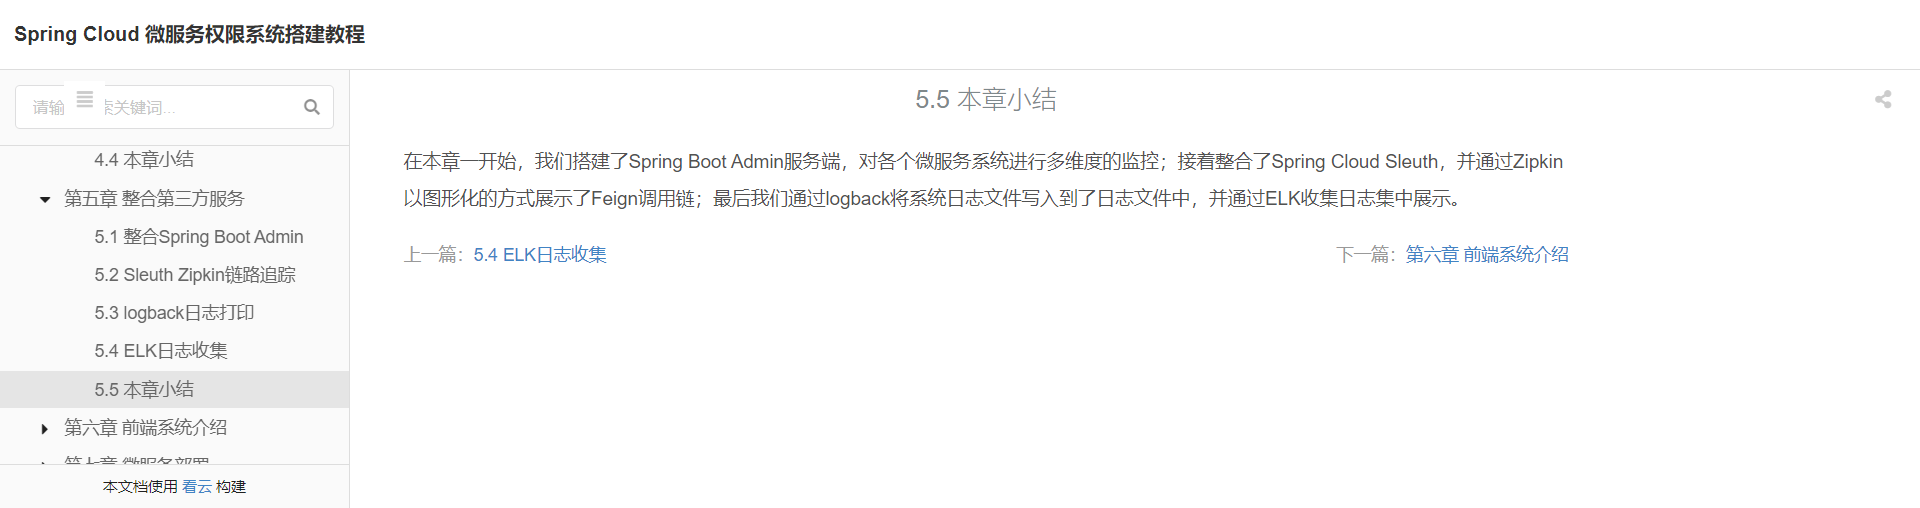 Spring Cloud 微服务权限系统搭建教程
请输 索关键词...
4.4 本章小结
第五章 整合第三方服务
5.1 整合Spring Boot Admin
5.2 Sleuth Zipkin链路追踪
5.3 logback日志打印
5.4 ELK日志收集
5.5 本章小结
第六章 前端系统介绍
第七章 微服务部署
本文档使用 看云 构建
5.5 本章小结
在本章一开始，我们搭建了Spring Boot Admin服务端，对各个微服务系统进行多维度的监控；接着整合了Spring Cloud Sleuth，并通过Zipkin
以图形化的方式展示了Feign调用链；最后我们通过logback将系统日志文件写入到了日志文件中，并通过ELK收集日志集中展示。
上一篇：5.4 ELK日志收集
下一篇：第六章 前端系统介绍